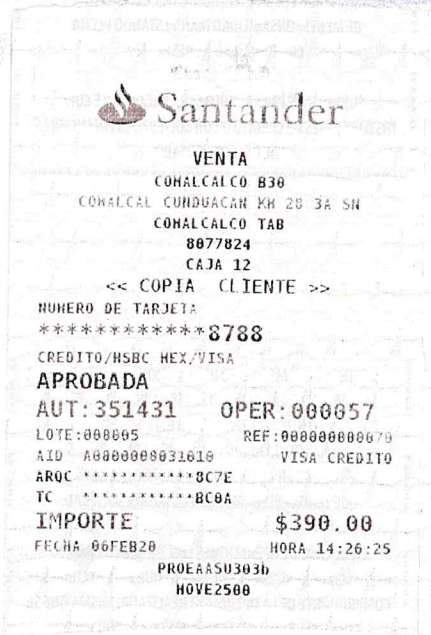 Santander
VENTA
COMALCALCO B30
COMALCAL CUNDUACAN KM 28 3A SN
COMALCALCO TAB
8077824
CAJA 12
<< COPIA CLIENTE >>
NUMERO DE TARJETA
************8788
CREDITO/HSBC MEX/VISA
APROBADA
AUT:351431 OPER:000057
LOTE:000005 REF:000000000070
AID A0000000031010 VISA CREDITO
ARQC ************8C7E
TC ************BC0A
IMPORTE $390.00
FECHA 06FEB20 HORA 14:26:25
PROEAASU303b
MOVE2500